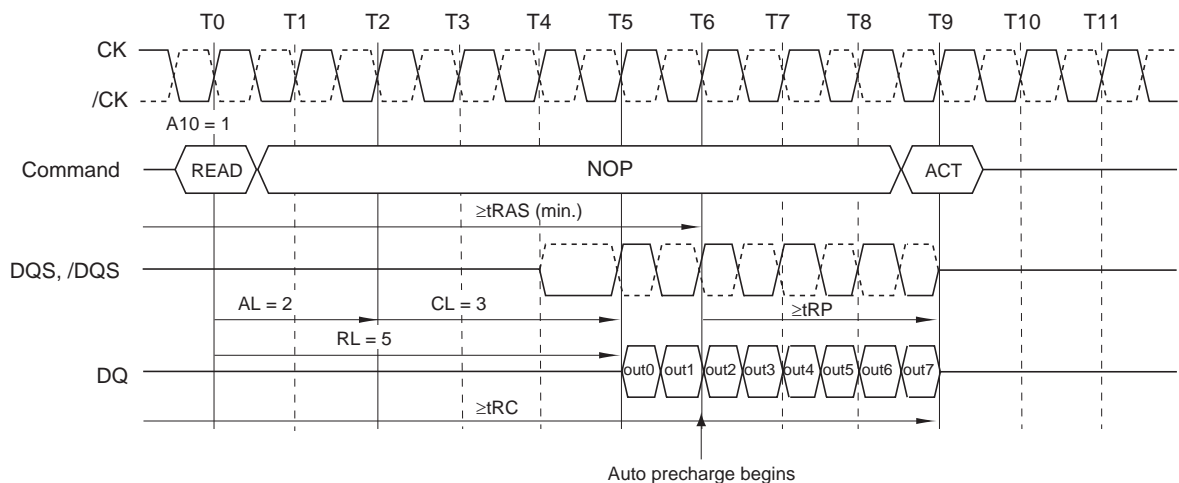 T0 T1 T2 T3 T4 T5 T6 T7 T8 T9 T10 T11
CK
/CK
A10 = 1
Command READ NOP ACT
≥tRAS (min.)
DQS, /DQS
AL = 2 CL = 3 ≥tRP
RL = 5
DQ out0 out1 out2 out3 out4 out5 out6 out7
≥tRC
Auto precharge begins